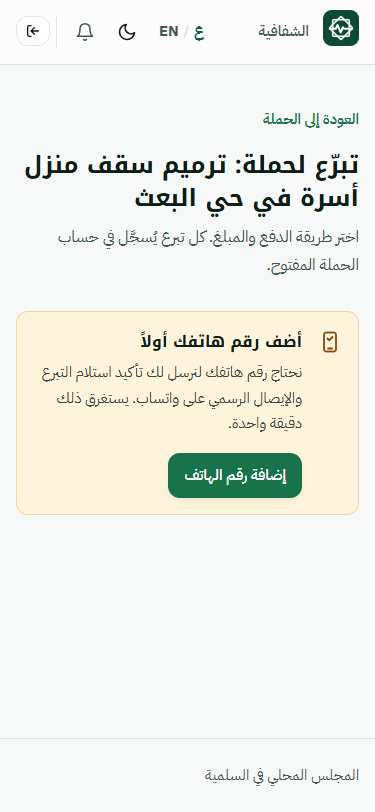 الشفافية
ع / EN
العودة إلى الحملة
تبرّع لحملة: ترميم سقف منزل
أسرة في حي البعث
اختر طريقة الدفع والمبلغ. كل تبرع يُسجَّل في حساب
الحملة المفتوح.
أضف رقم هاتفك أولاً
نحتاج رقم هاتفك لنرسل لك تأكيد استلام التبرع
والإيصال الرسمي على واتساب. يستغرق ذلك
دقيقة واحدة.
إضافة رقم الهاتف
المجلس المحلي في السلمية